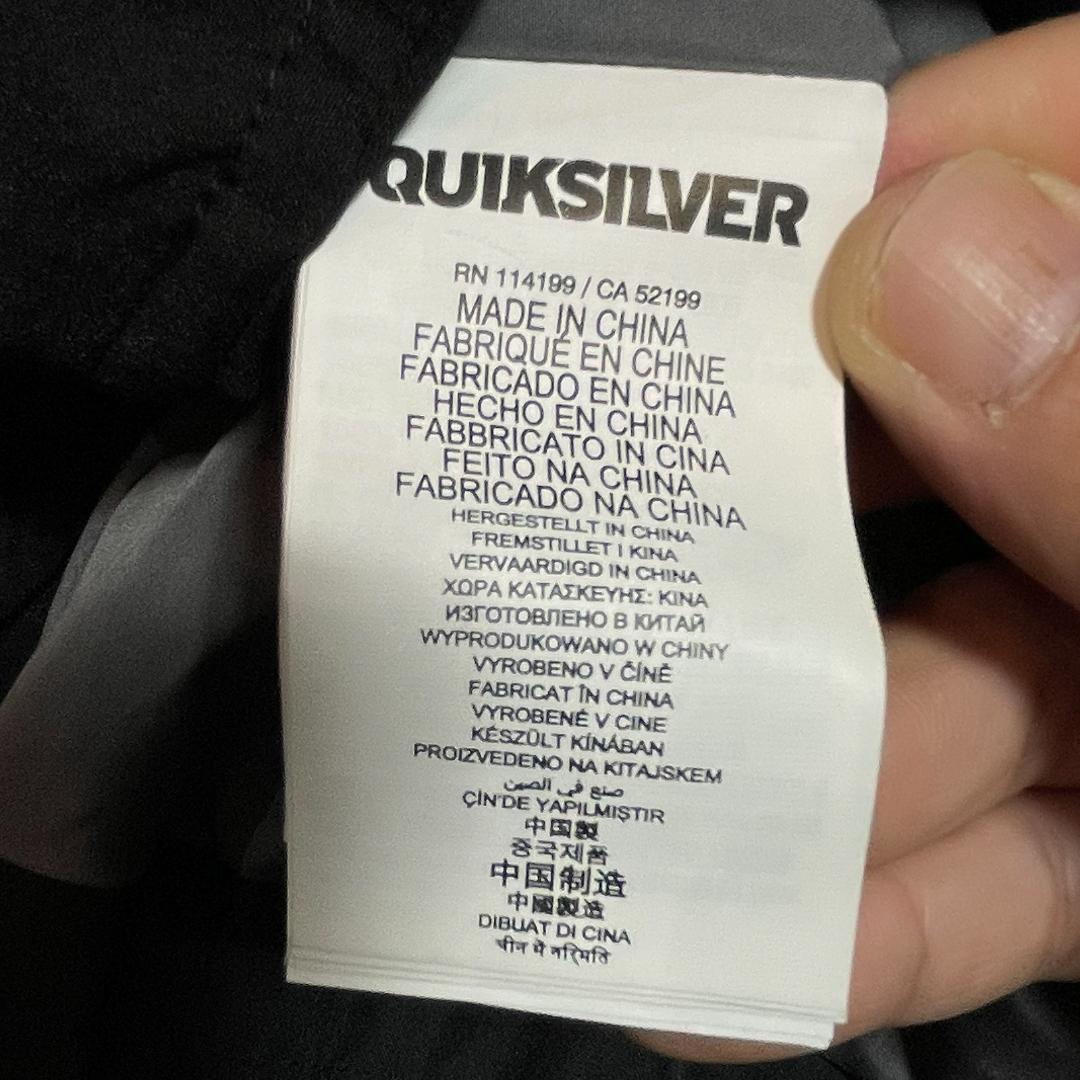 QUIKSILVER
RN 114199 / CA 52199
MADE IN CHINA
FABRIQUÉ EN CHINE
FABRICADO EN CHINA
HECHO EN CHINA
FABBRICATO IN CINA
FEITO NA CHINA
FABRICADO NA CHINA
HERGESTELLT IN CHINA
FREMSTILLET I KINA
VERVAARDIGD IN CHINA
ΧΩΡΑ ΚΑΤΑΣΚΕΥΗΣ: ΚΙΝΑ
ИЗГОТОВЛЕНО В КИТАЙ
WYPRODUKOWANO W CHINY
VYROBENO V ČÍNĚ
FABRICAT ÎN CHINA
VYROBENÉ V CINE
KÉSZÜLT KÍNÁBAN
PROIZVEDENO NA KITAJSKEM
صنع في الصين
ÇİN'DE YAPILMIŞTIR
中国製
중국제품
中国制造
中國製造
DIBUAT DI CINA
चीन में